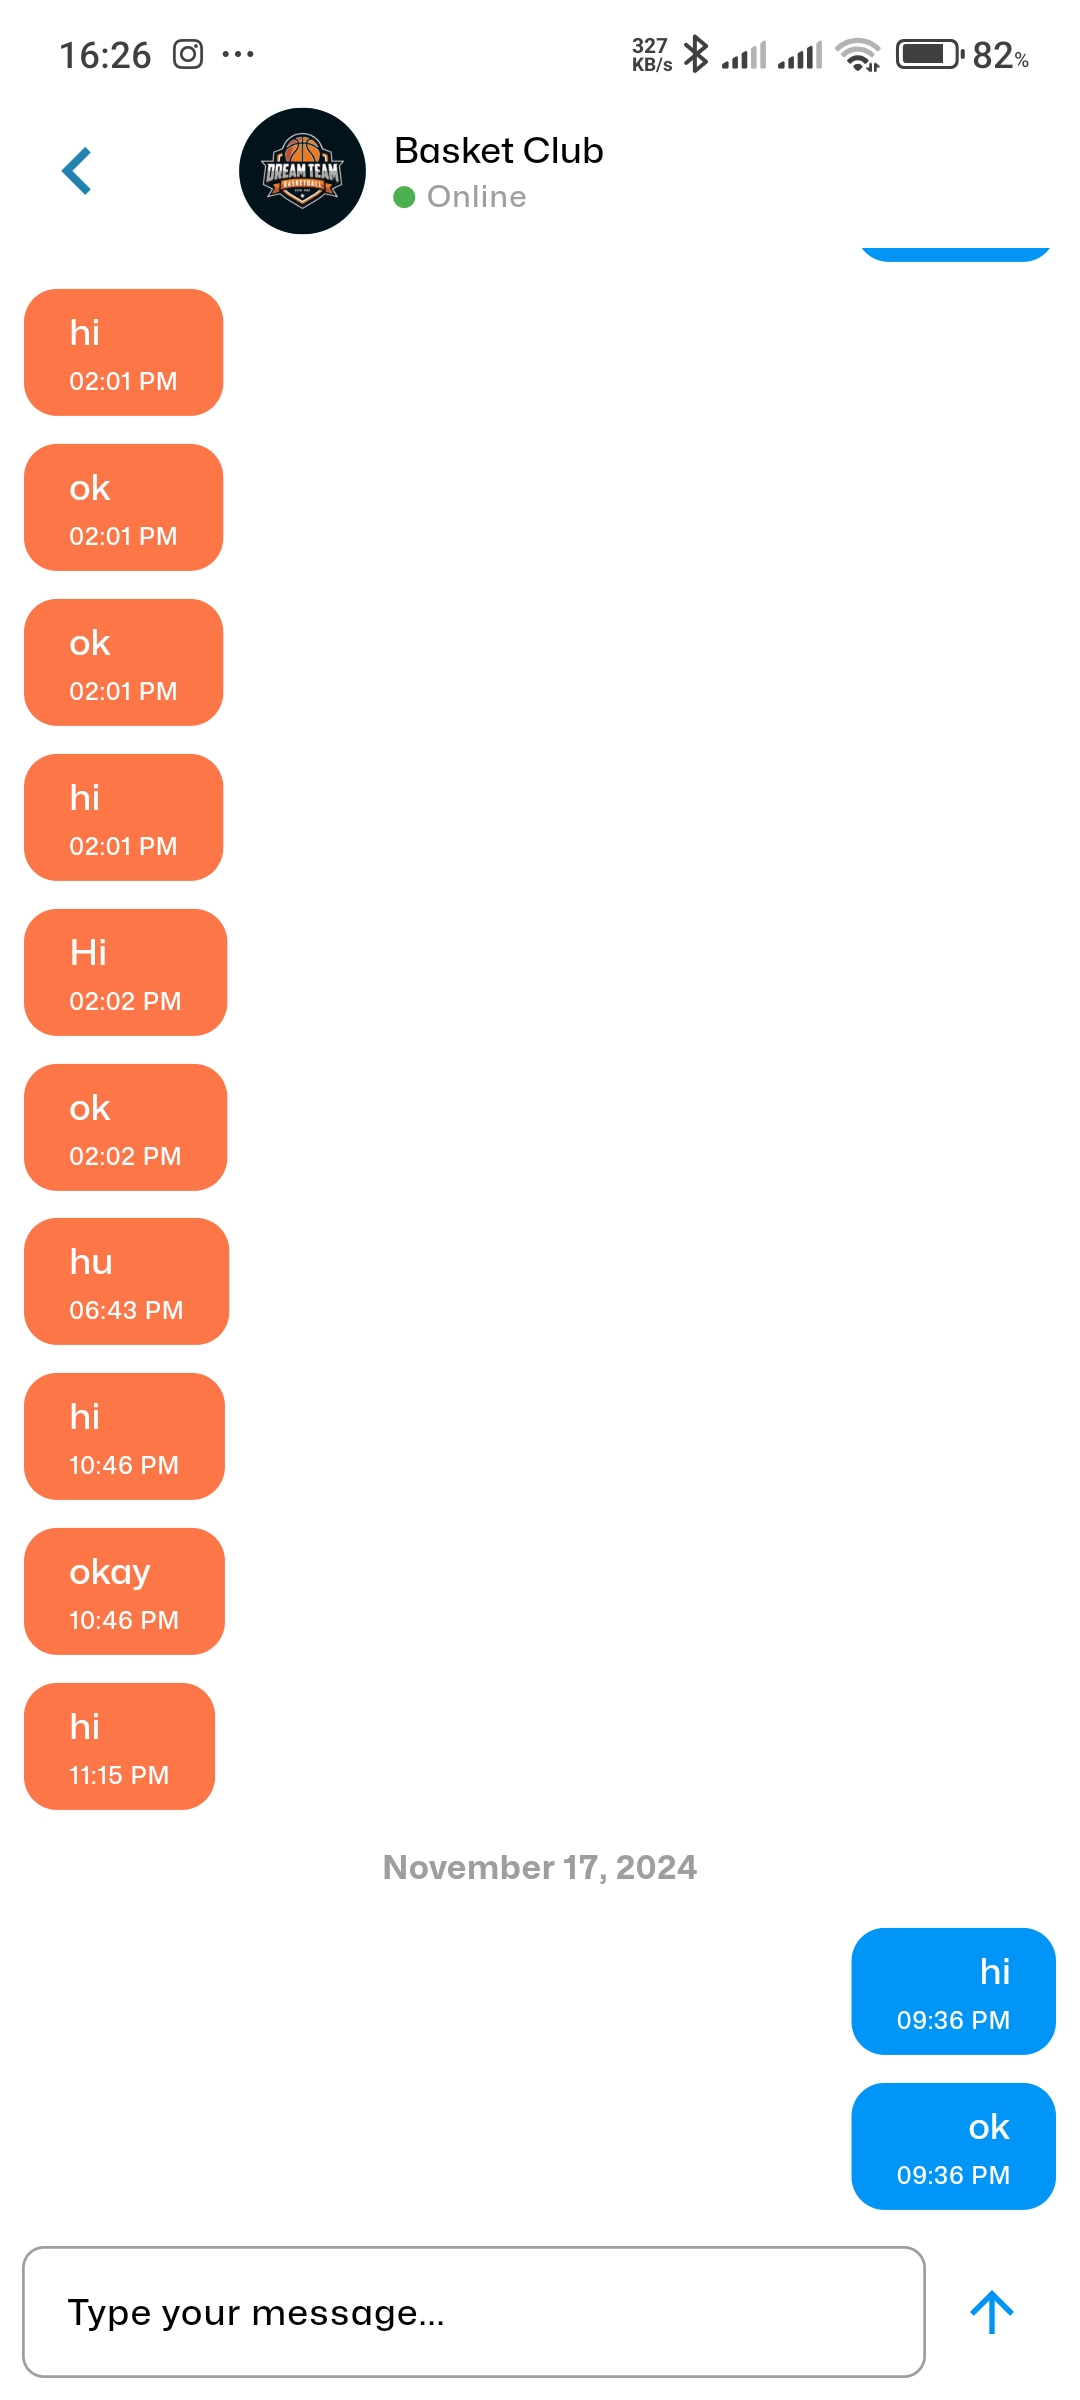 16:26
327
KB/s
82%
Basket Club
DREAM TEAM
BASKETBALL
Online
hi
02:01 PM
ok
02:01 PM
ok
02:01 PM
hi
02:01 PM
Hi
02:02 PM
ok
02:02 PM
hu
06:43 PM
hi
10:46 PM
okay
10:46 PM
hi
11:15 PM
November 17, 2024
hi
09:36 PM
ok
09:36 PM
Type your message...